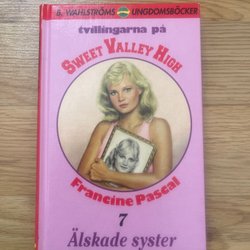 B. WAHLSTRÖMS UNGDOMSBÖCKER
tvillingarna på
SWEET VALLEY HIGH
Francine Pascal
7
Älskade syster